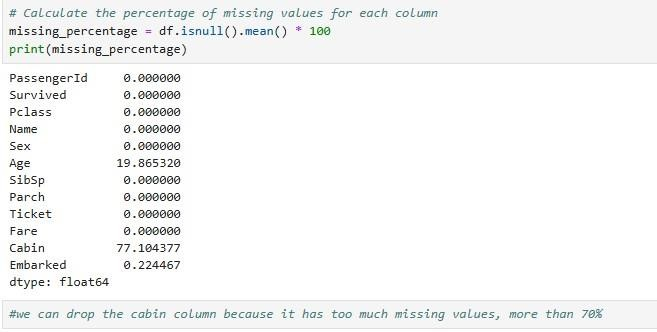 # Calculate the percentage of missing values for each column
missing_percentage = df.isnull().mean() * 100
print(missing_percentage)
PassengerId 0.000000
Survived 0.000000
Pclass 0.000000
Name 0.000000
Sex 0.000000
Age 19.865320
SibSp 0.000000
Parch 0.000000
Ticket 0.000000
Fare 0.000000
Cabin 77.104377
Embarked 0.224467
dtype: float64
#we can drop the cabin column because it has too much missing values, more than 70%